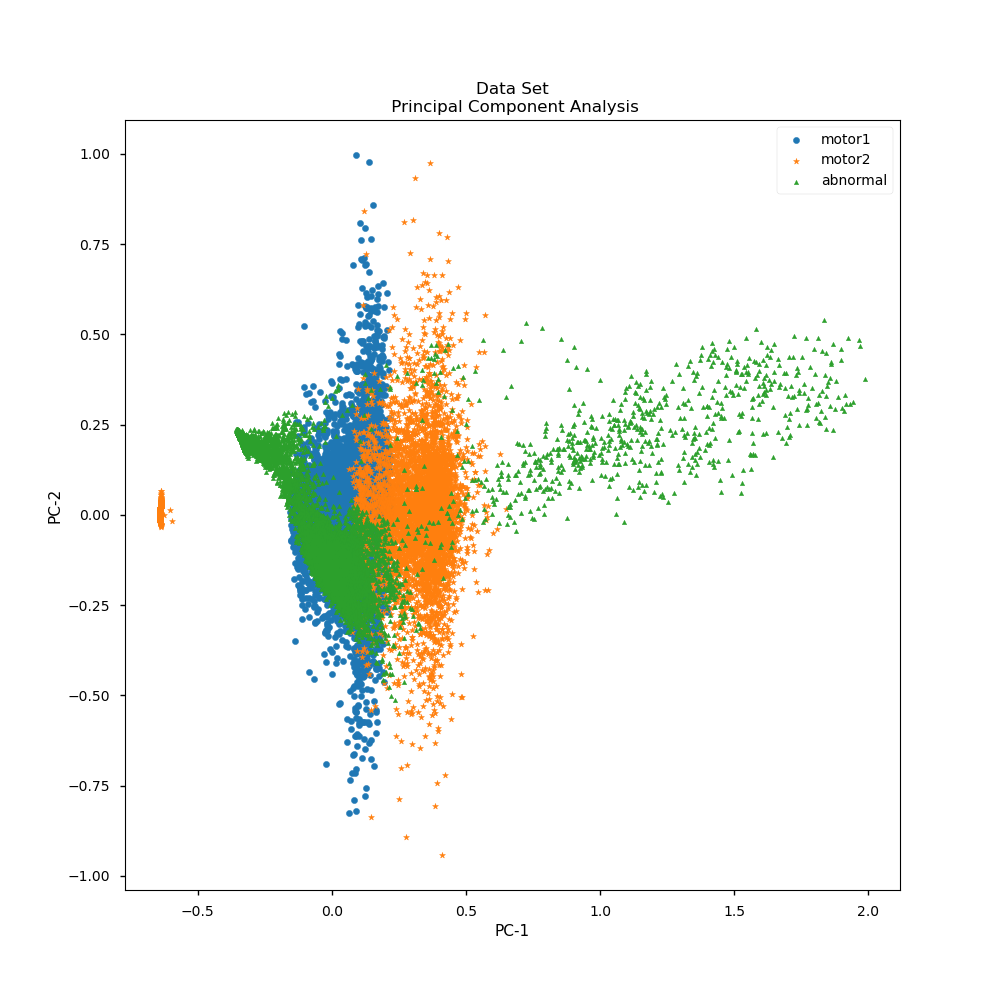 Data Set
Principal Component Analysis
motor1
motor2
abnormal
1.00
0.75
0.50
0.25
0.00
−0.25
−0.50
−0.75
−1.00
PC-2
−0.5
0.0
0.5
1.0
1.5
2.0
PC-1